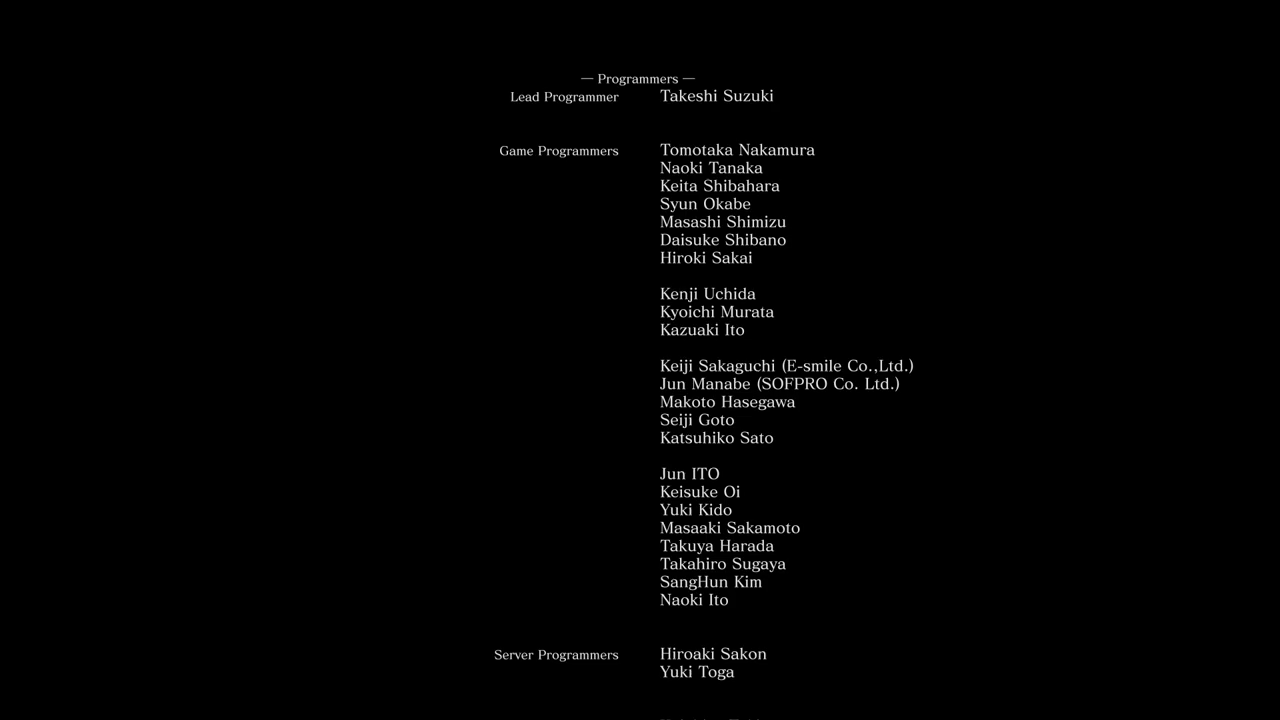 — Programmers —
Lead Programmer Takeshi Suzuki
Game Programmers Tomotaka Nakamura
Naoki Tanaka
Keita Shibahara
Syun Okabe
Masashi Shimizu
Daisuke Shibano
Hiroki Sakai
Kenji Uchida
Kyoichi Murata
Kazuaki Ito
Keiji Sakaguchi (E-smile Co.,Ltd.)
Jun Manabe (SOFPRO Co. Ltd.)
Makoto Hasegawa
Seiji Goto
Katsuhiko Sato
Jun ITO
Keisuke Oi
Yuki Kido
Masaaki Sakamoto
Takuya Harada
Takahiro Sugaya
SangHun Kim
Naoki Ito
Server Programmers Hiroaki Sakon
Yuki Toga